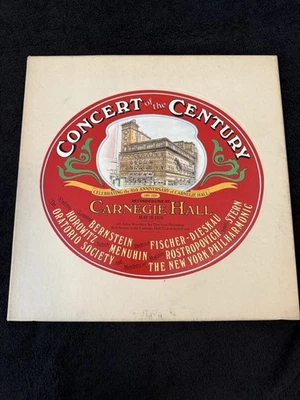 CONCERT of the CENTURY
CELEBRATING the 85th ANNIVERSARY of CARNEGIE HALL
CARNEGIE HALL
BERNSTEIN
FISCHER-DIESKAU
HOROWITZ
MENUHIN
ROSTROPOVICH
STERN
ORATORIO SOCIETY
THE NEW YORK PHILHARMONIC